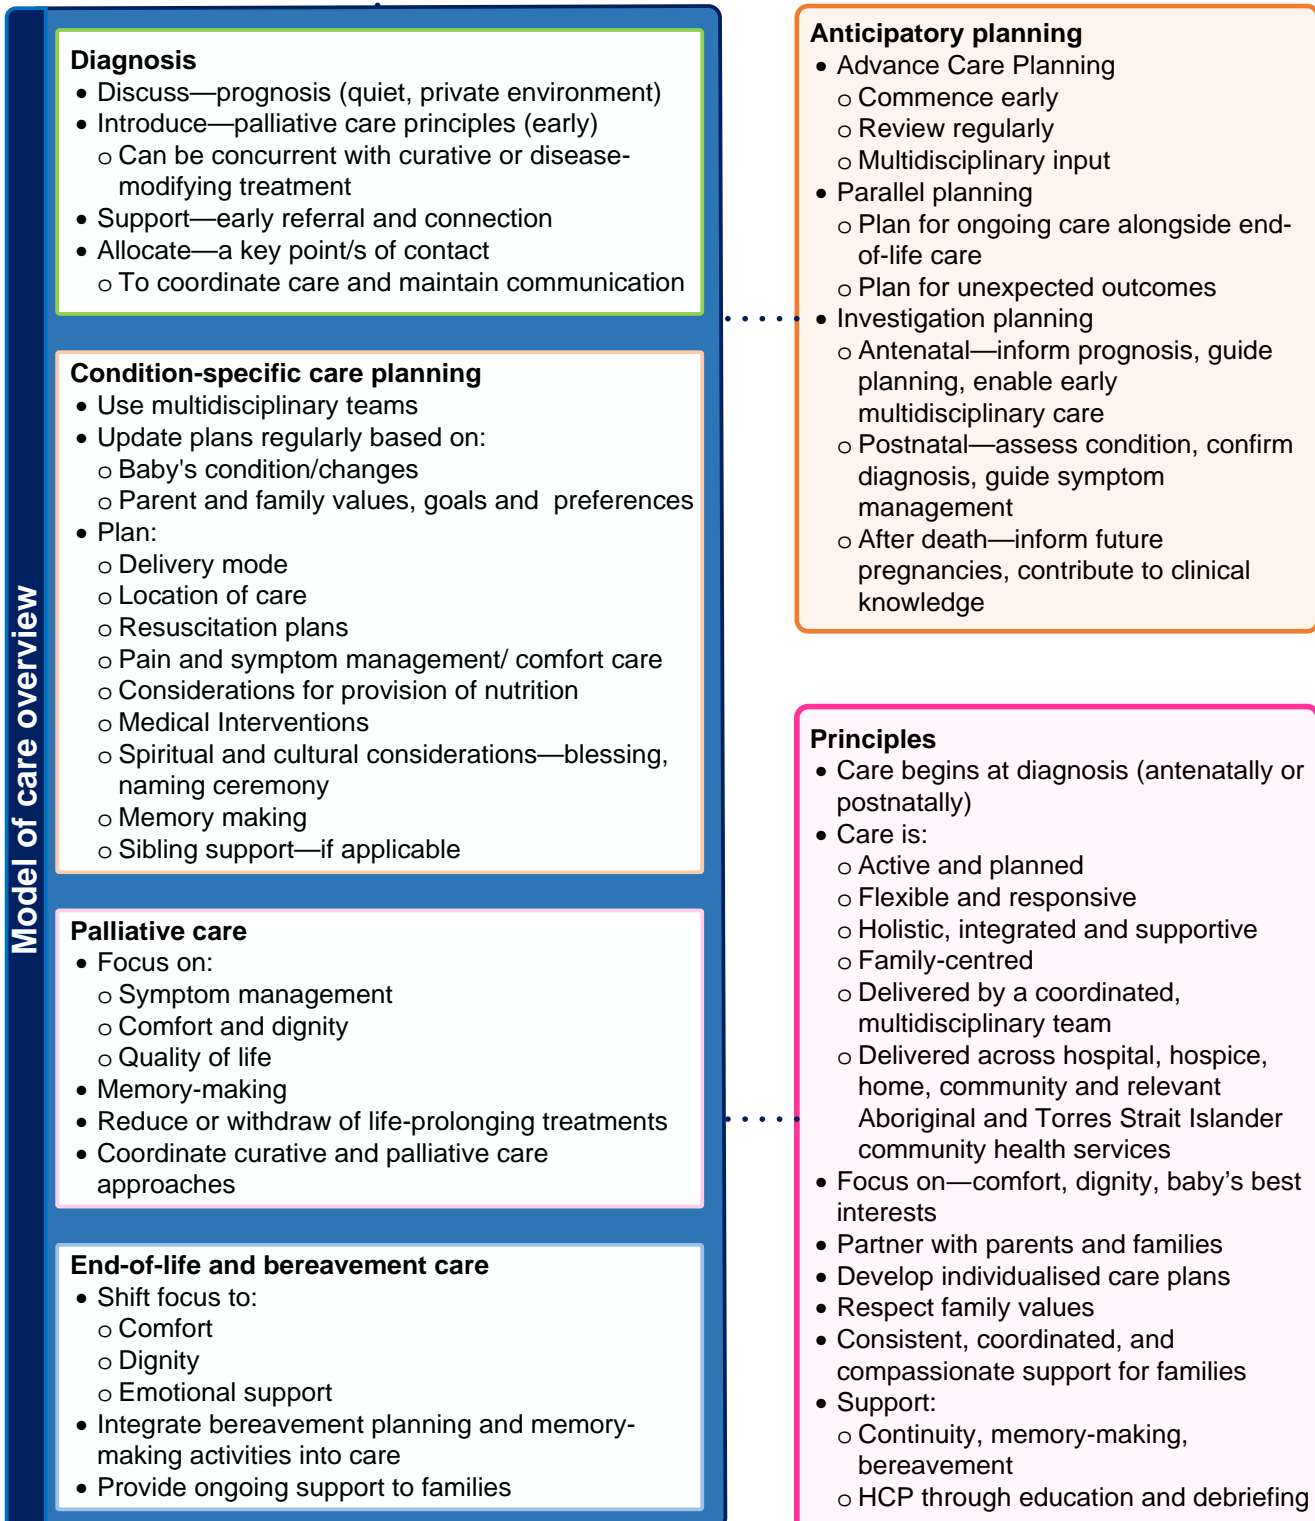 Model of care overview
Diagnosis
• Discuss—prognosis (quiet, private environment)
• Introduce—palliative care principles (early)
o Can be concurrent with curative or disease-
modifying treatment
• Support—early referral and connection
• Allocate—a key point/s of contact
o To coordinate care and maintain communication
Condition-specific care planning
• Use multidisciplinary teams
• Update plans regularly based on:
o Baby's condition/changes
o Parent and family values, goals and preferences
• Plan:
o Delivery mode
o Location of care
o Resuscitation plans
o Pain and symptom management/ comfort care
o Considerations for provision of nutrition
o Medical Interventions
o Spiritual and cultural considerations—blessing,
naming ceremony
o Memory making
o Sibling support—if applicable
Palliative care
• Focus on:
o Symptom management
o Comfort and dignity
o Quality of life
• Memory-making
• Reduce or withdraw of life-prolonging treatments
• Coordinate curative and palliative care
approaches
End-of-life and bereavement care
• Shift focus to:
o Comfort
o Dignity
o Emotional support
• Integrate bereavement planning and memory-
making activities into care
• Provide ongoing support to families
Anticipatory planning
• Advance Care Planning
o Commence early
o Review regularly
o Multidisciplinary input
• Parallel planning
o Plan for ongoing care alongside end-
of-life care
o Plan for unexpected outcomes
• Investigation planning
o Antenatal—inform prognosis, guide
planning, enable early
multidisciplinary care
o Postnatal—assess condition, confirm
diagnosis, guide symptom
management
o After death—inform future
pregnancies, contribute to clinical
knowledge
Principles
• Care begins at diagnosis (antenatally or
postnatally)
• Care is:
o Active and planned
o Flexible and responsive
o Holistic, integrated and supportive
o Family-centred
o Delivered by a coordinated,
multidisciplinary team
o Delivered across hospital, hospice,
home, community and relevant
Aboriginal and Torres Strait Islander
community health services
• Focus on—comfort, dignity, baby’s best
interests
• Partner with parents and families
• Develop individualised care plans
• Respect family values
• Consistent, coordinated, and
compassionate support for families
• Support:
o Continuity, memory-making,
bereavement
o HCP through education and debriefing